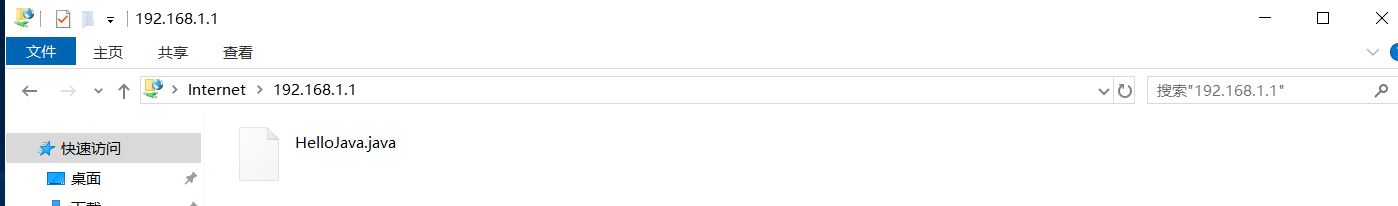 192.168.1.1
文件 主页 共享 查看
Internet 192.168.1.1 搜索"192.168.1.1"
快速访问
HelloJava.java
桌面